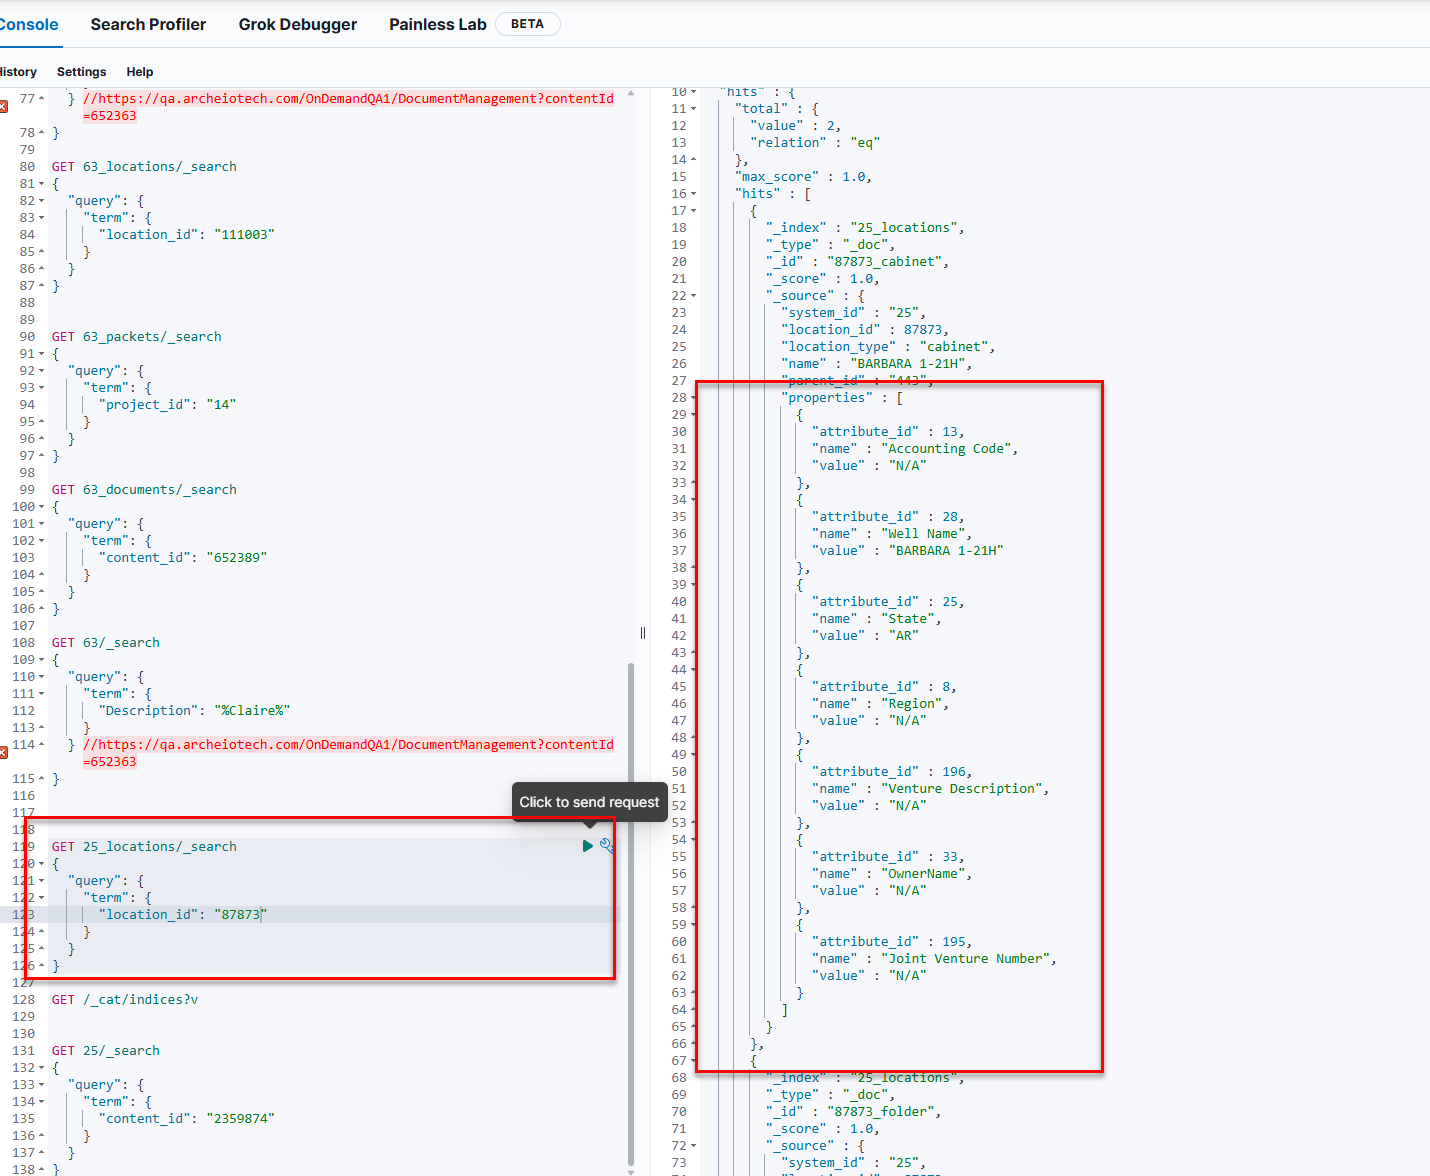 Console Search Profiler Grok Debugger Painless Lab BETA
History Settings Help
77 } //https://qa.archeiotech.com/OnDemandQA1/DocumentManagement?contentId
=652363
78 }
79
80 GET 63_locations/_search
81 {
82 "query": {
83 "term": {
84 "location_id": "111003"
85 }
86 }
87 }
88
89
90 GET 63_packets/_search
91 {
92 "query": {
93 "term": {
94 "project_id": "14"
95 }
96 }
97 }
98
99 GET 63_documents/_search
100 {
101 "query": {
102 "term": {
103 "content_id": "652389"
104 }
105 }
106 }
107
108 GET 63/_search
109 {
110 "query": {
111 "term": {
112 "Description": "%Claire%"
113 }
114 } //https://qa.archeiotech.com/OnDemandQA1/DocumentManagement?contentId
=652363
115 }
116
117
118
Click to send request
119 GET 25_locations/_search
120 {
121 "query": {
122 "term": {
123 "location_id": "87873"
124 }
125 }
126 }
127
128 GET /_cat/indices?v
129
130
131 GET 25/_search
132 {
133 "query": {
134 "term": {
135 "content_id": "2359874"
136 }
137 }
138 }
10 "hits" : {
11 "total" : {
12 "value" : 2,
13 "relation" : "eq"
14 },
15 "max_score" : 1.0,
16 "hits" : [
17 {
18 "_index" : "25_locations",
19 "_type" : "_doc",
20 "_id" : "87873_cabinet",
21 "_score" : 1.0,
22 "_source" : {
23 "system_id" : "25",
24 "location_id" : 87873,
25 "location_type" : "cabinet",
26 "name" : "BARBARA 1-21H",
27 "parent_id" : "443",
28 "properties" : [
29 {
30 "attribute_id" : 13,
31 "name" : "Accounting Code",
32 "value" : "N/A"
33 },
34 {
35 "attribute_id" : 28,
36 "name" : "Well Name",
37 "value" : "BARBARA 1-21H"
38 },
39 {
40 "attribute_id" : 25,
41 "name" : "State",
42 "value" : "AR"
43 },
44 {
45 "attribute_id" : 8,
46 "name" : "Region",
47 "value" : "N/A"
48 },
49 {
50 "attribute_id" : 196,
51 "name" : "Venture Description",
52 "value" : "N/A"
53 },
54 {
55 "attribute_id" : 33,
56 "name" : "OwnerName",
57 "value" : "N/A"
58 },
59 {
60 "attribute_id" : 195,
61 "name" : "Joint Venture Number",
62 "value" : "N/A"
63 }
64 ]
65 }
66 },
67 {
68 "_index" : "25_locations",
69 "_type" : "_doc",
70 "_id" : "87873_folder",
71 "_score" : 1.0,
72 "_source" : {
73 "system_id" : "25",